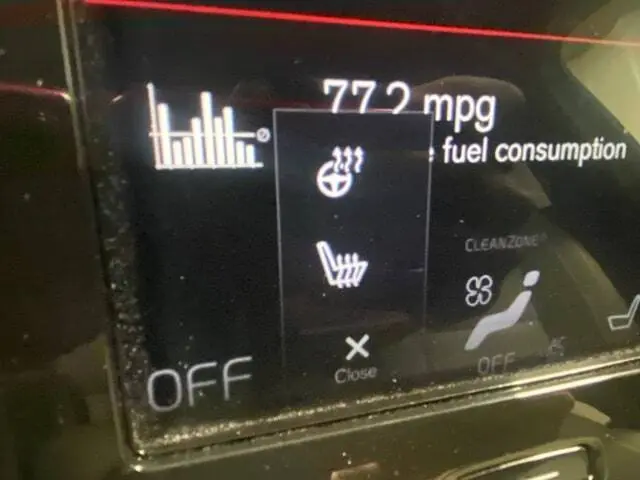 77.2 mpg
fuel consumption
CLEANZONE
Close
OFF
OFF